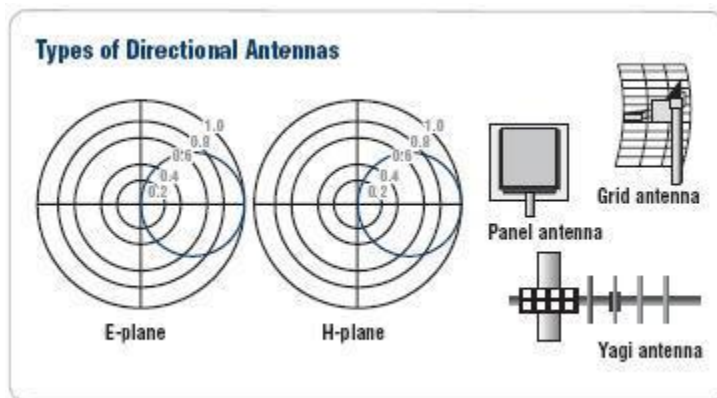 Types of Directional Antennas
1.0
0.8
0.6
0.4
0.2
E-plane
1.0
0.8
0.6
0.4
0.2
H-plane
Panel antenna
Grid antenna
Yagi antenna